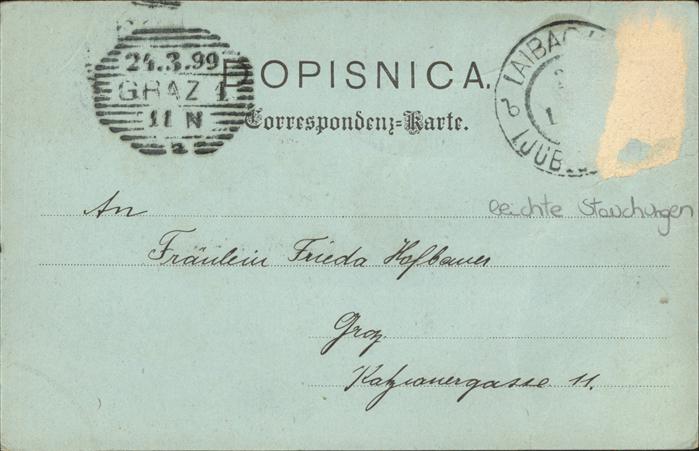 24.3.99
GRAZ 1
11 N
DOPISNICA.
Correspondenz=Karte.
LAIBAC
LJUB
leichte Stauchungen
An
Fräulein Frieda Hofbauer
Graz
Katzianergasse 11.